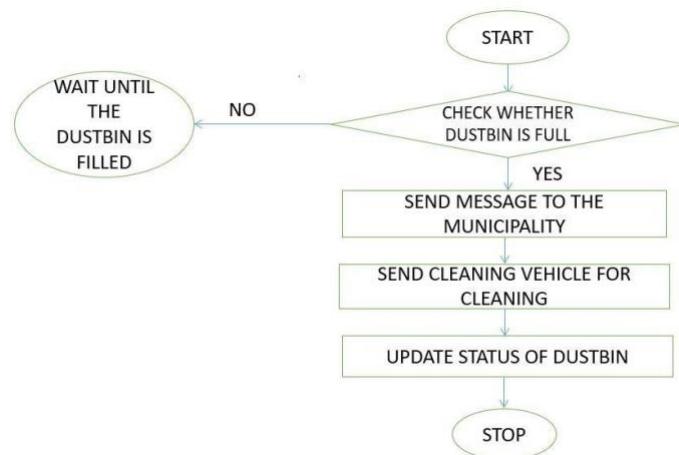 START
WAIT UNTIL
THE
DUSTBIN IS
FILLED
NO
CHECK WHETHER
DUSTBIN IS FULL
YES
SEND MESSAGE TO THE
MUNICIPALITY
SEND CLEANING VEHICLE FOR
CLEANING
UPDATE STATUS OF DUSTBIN
STOP